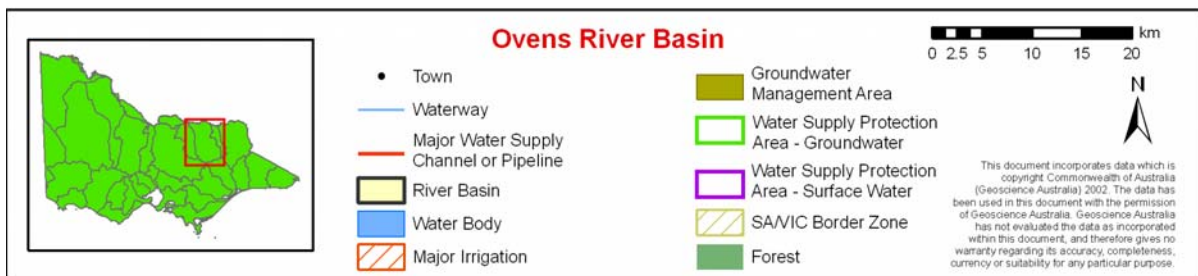 Ovens River Basin
Town
Waterway
Major Water Supply
Channel or Pipeline
River Basin
Water Body
Major Irrigation
Groundwater
Management Area
Water Supply Protection
Area - Groundwater
Water Supply Protection
Area - Surface Water
SA/VIC Border Zone
Forest
km
0 2.5 5 10 20
N
This document incorporates data which is
copyright Commonwealth of Australia
(Geoscience Australia) 2002. The data has
been used in this document with the permission
of Geoscience Australia. Geoscience Australia
has not evaluated the data as incorporated
within this document, and therefore gives no
warranty regarding its accuracy, completeness,
currency or suitability for any particular purpose.